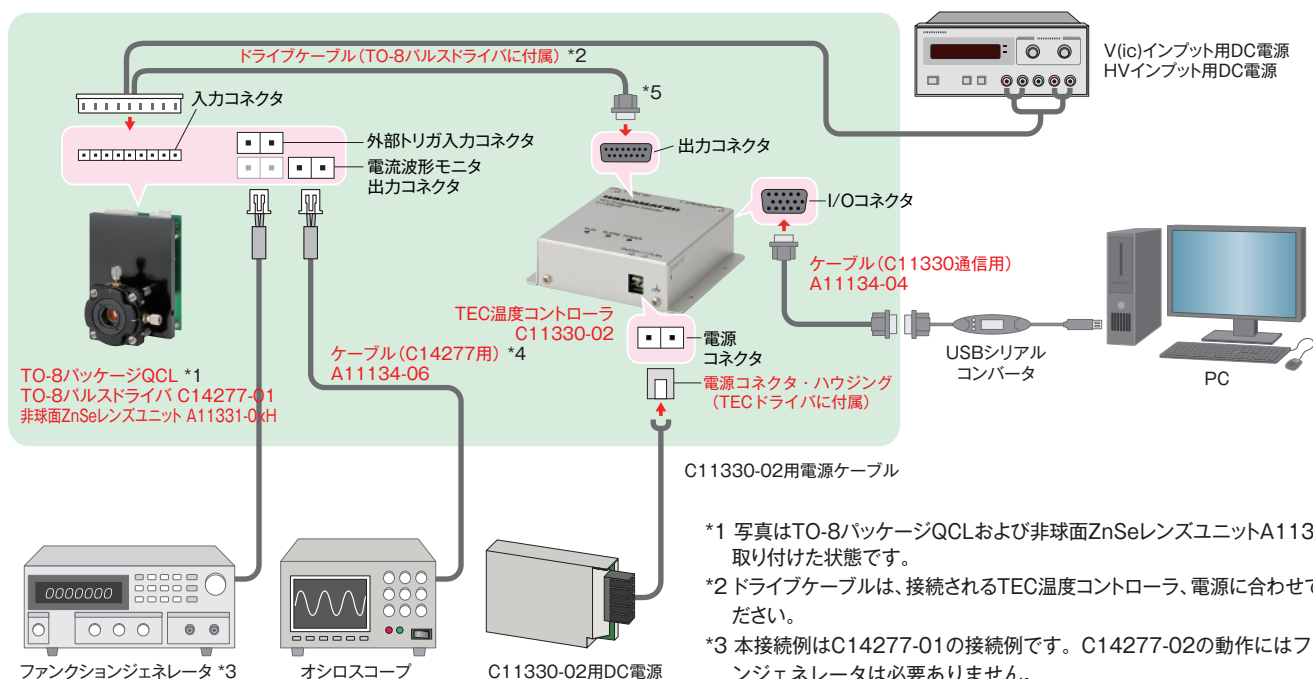 ドライブケーブル（TO-8パルスドライバに付属） *2
入力コネクタ
外部トリガ入力コネクタ
電流波形モニタ
出力コネクタ
*5
出力コネクタ
I/Oコネクタ
V(ic)インプット用DC電源
HVインプット用DC電源
HAMAMATSU
ケーブル（C11330通信用）
A11134-04
TEC温度コントローラ
C11330-02
電源
コネクタ
電源コネクタ・ハウジング
（TECドライバに付属）
USBシリアル
コンバータ
PC
TO-8パッケージQCL *1
TO-8パルスドライバ C14277-01
非球面ZnSeレンズユニット A11331-0xH
ケーブル（C14277用） *4
A11134-06
C11330-02用電源ケーブル
0000000
ファンクションジェネレータ *3
オシロスコープ
C11330-02用DC電源
*1 写真はTO-8パッケージQCLおよび非球面ZnSeレンズユニットA113
取り付けた状態です。
*2 ドライブケーブルは、接続されるTEC温度コントローラ、電源に合わせて
ださい。
*3 本接続例はC14277-01の接続例です。C14277-02の動作にはフ
ンジェネレータは必要ありません。